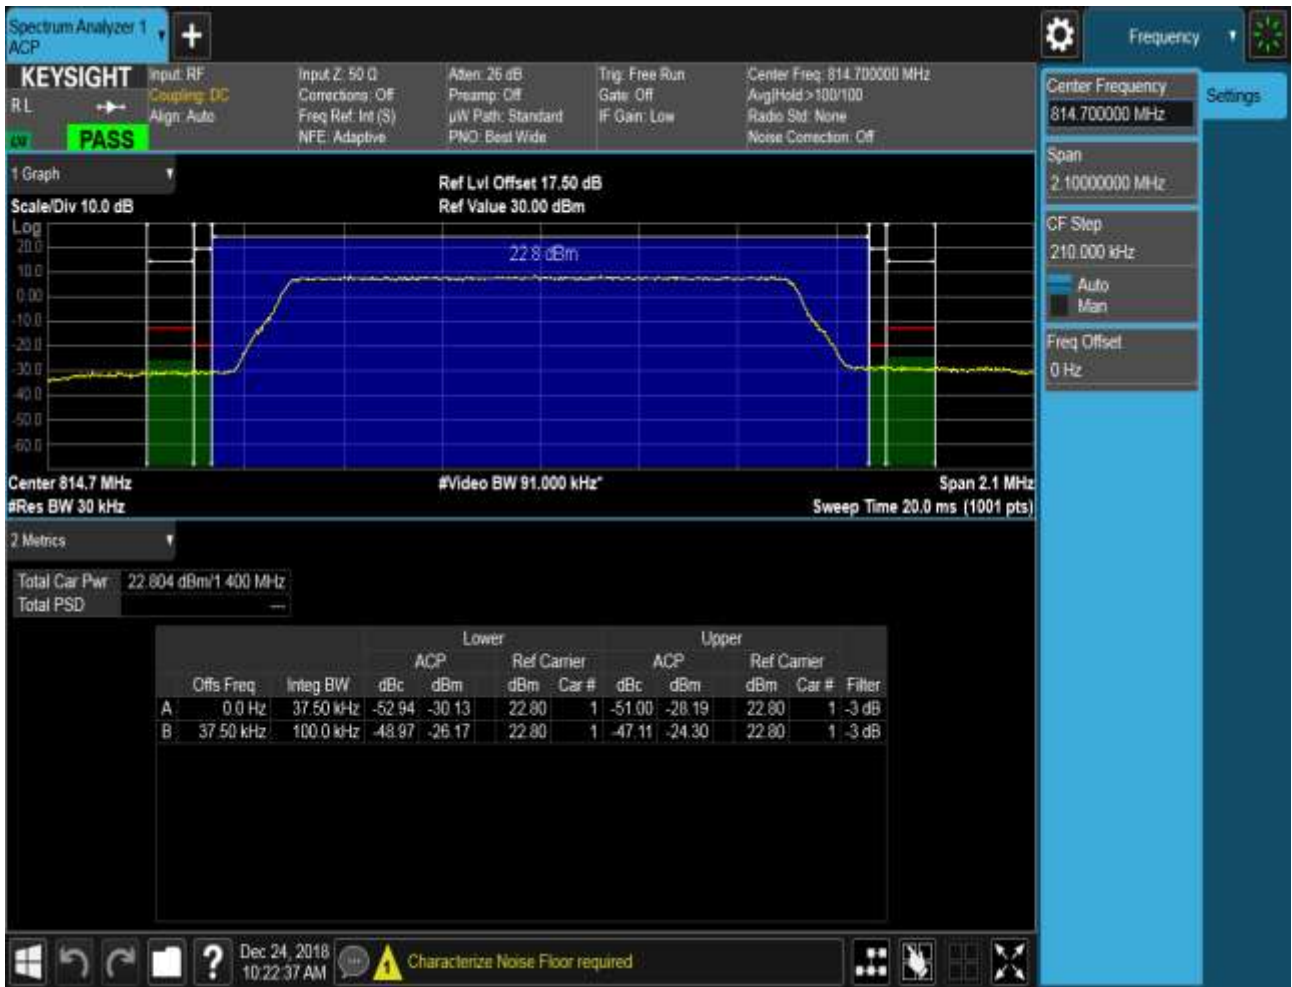 Spectrum Analyzer 1
ACP
Frequency
KEYSIGHT
R L
PASS
Input: RF
Coupling: DC
Align: Auto
Input Z: 50 Ω
Corrections: Off
Freq Ref: Int (S)
NFE: Adaptive
Atten: 26 dB
Preamp: Off
µW Path: Standard
PNO: Best Wide
Trig: Free Run
Gate: Off
IF Gain: Low
Center Freq: 814.700000 MHz
Avg|Hold:>100/100
Radio Std: None
Noise Correction: Off
Center Frequency
814.700000 MHz
Settings
Span
2.10000000 MHz
CF Step
210.000 kHz
Auto
Man
Freq Offset
0 Hz
1 Graph
Scale/Div 10.0 dB
Ref Lvl Offset 17.50 dB
Ref Value 30.00 dBm
Log
20.0
10.0
0.00
-10.0
-20.0
-30.0
-40.0
-50.0
-60.0
22.8 dBm
Center 814.7 MHz
#Video BW 91.000 kHz*
Span 2.1 MHz
#Res BW 30 kHz
Sweep Time 20.0 ms (1001 pts)
2 Metrics
Total Car Pwr 22.804 dBm/1.400 MHz
Total PSD ---
Lower Upper
ACP Ref Carrier ACP Ref Carrier
Offs Freq Integ BW dBc dBm dBm Car # dBc dBm dBm Car # Filter
A 0.0 Hz 37.50 kHz -52.94 -30.13 22.80 1 -51.00 -28.19 22.80 1 -3 dB
B 37.50 kHz 100.0 kHz -48.97 -26.17 22.80 1 -47.11 -24.30 22.80 1 -3 dB
?
Dec 24, 2018
10:22:37 AM
1
Characterize Noise Floor required